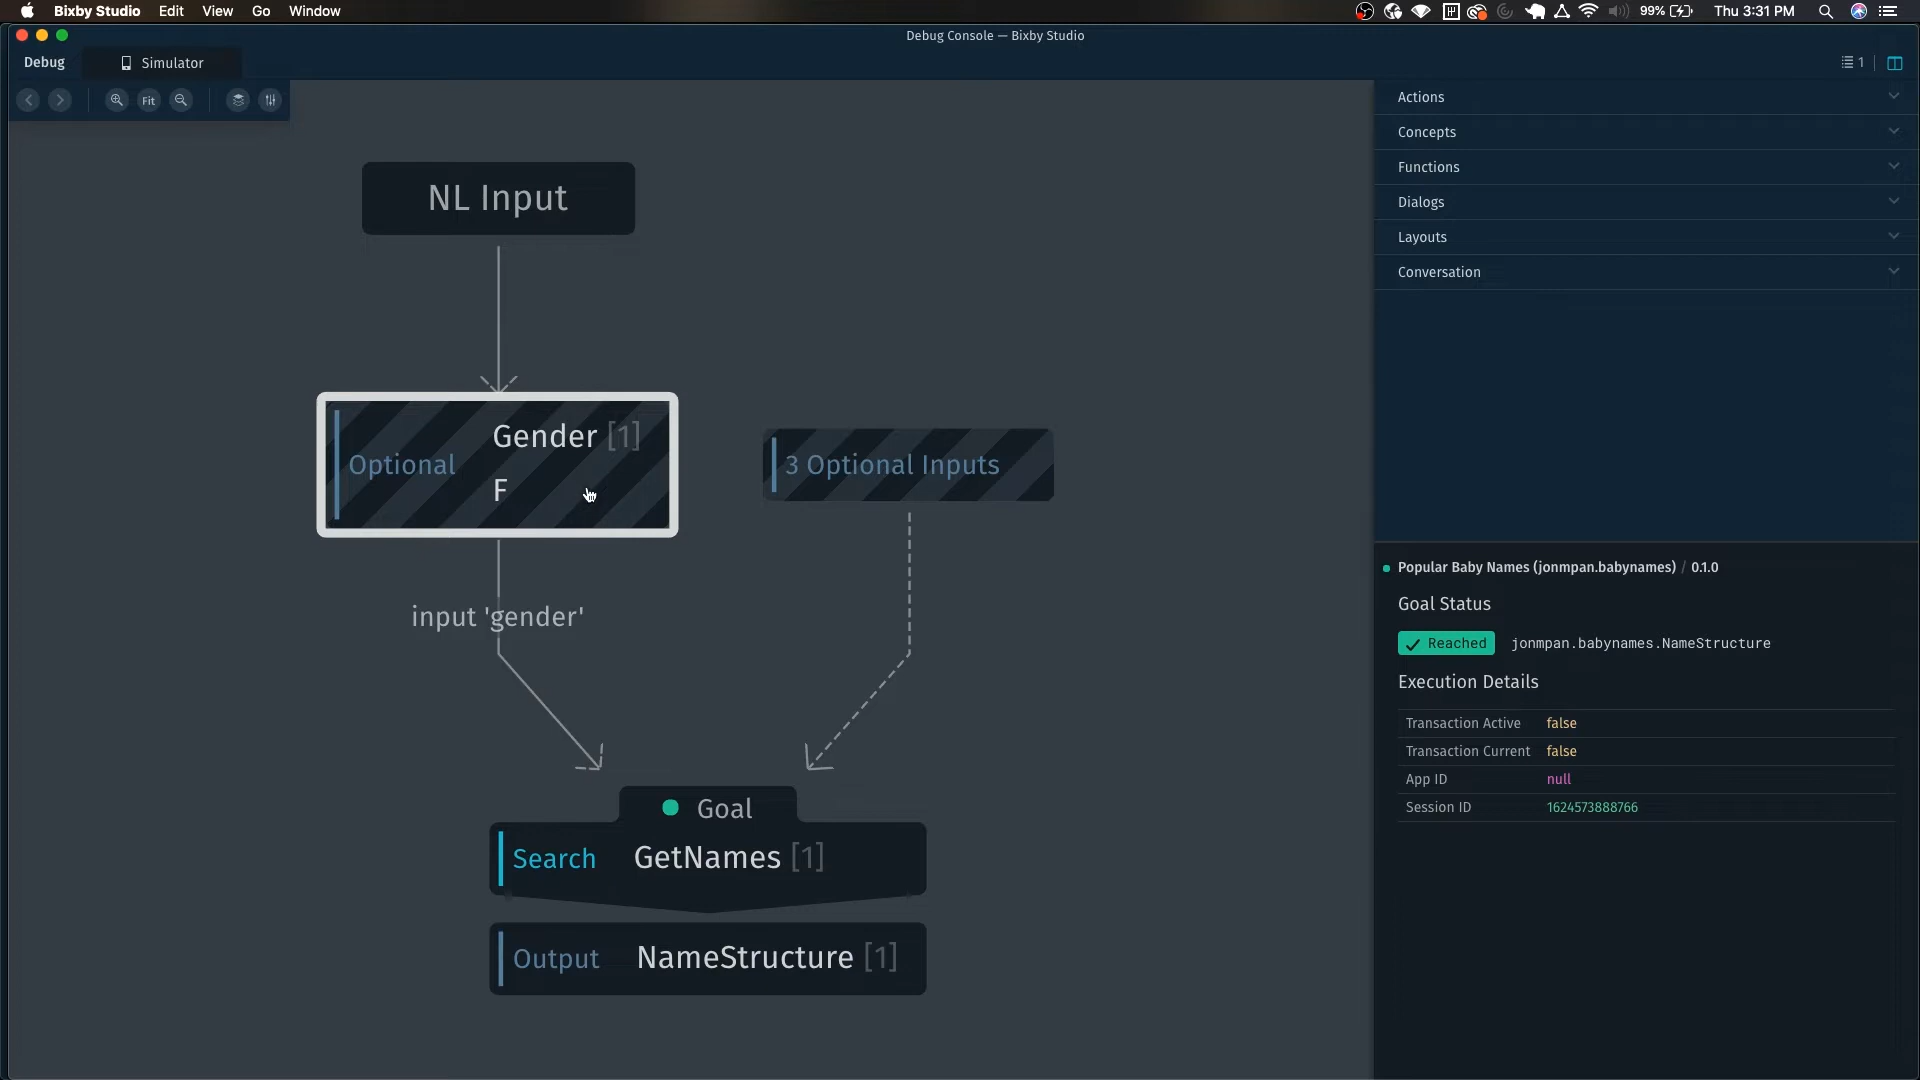 Bixby Studio Edit View Go Window
99% Thu 3:31 PM
Debug Console — Bixby Studio
Debug Simulator
1
Fit
NL Input
Optional Gender [1]
F
3 Optional Inputs
input 'gender'
Goal
Search GetNames [1]
Output NameStructure [1]
Actions
Concepts
Functions
Dialogs
Layouts
Conversation
Popular Baby Names (jonmpan.babynames) / 0.1.0
Goal Status
Reached jonmpan.babynames.NameStructure
Execution Details
Transaction Active false
Transaction Current false
App ID null
Session ID 1624573888766